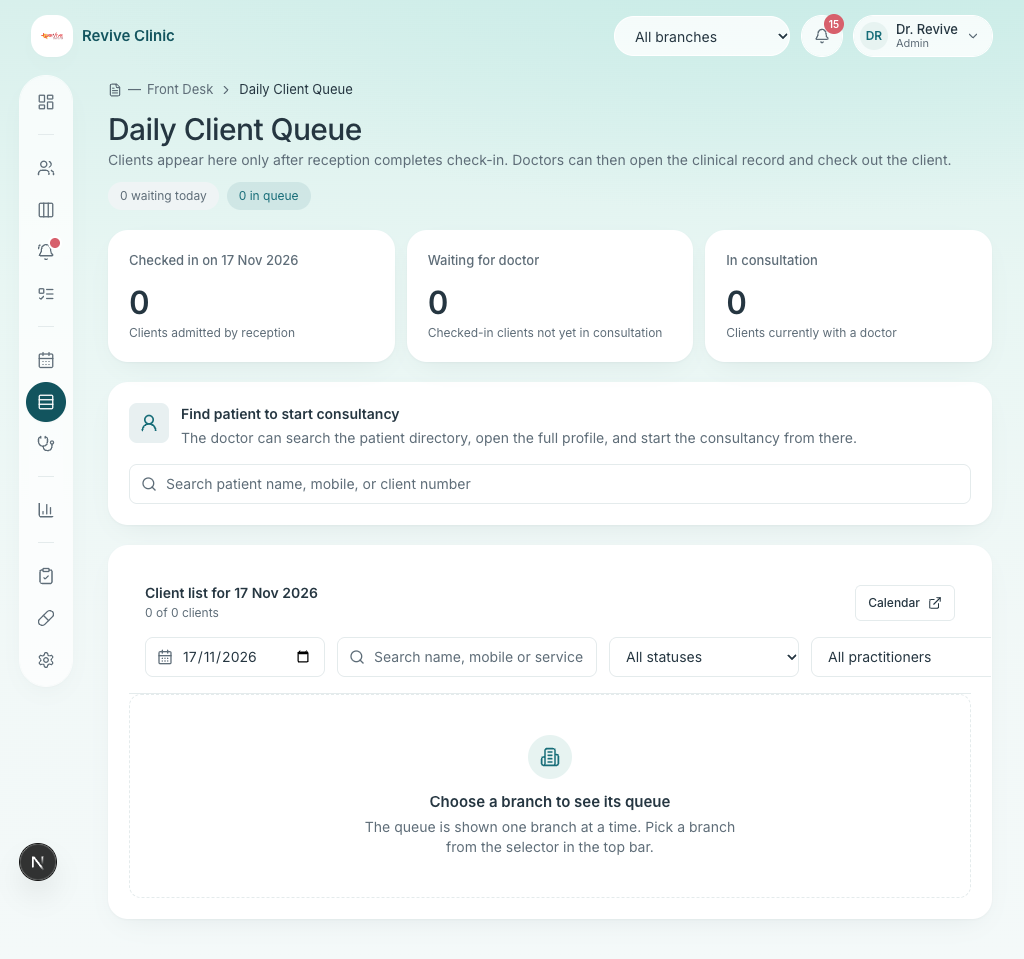 Revive Clinic
All branches
15
DR
Dr. Revive
Admin
— Front Desk > Daily Client Queue
Daily Client Queue
Clients appear here only after reception completes check-in. Doctors can then open the clinical record and check out the client.
0 waiting today
0 in queue
Checked in on 17 Nov 2026
0
Clients admitted by reception
Waiting for doctor
0
Checked-in clients not yet in consultation
In consultation
0
Clients currently with a doctor
Find patient to start consultancy
The doctor can search the patient directory, open the full profile, and start the consultancy from there.
Search patient name, mobile, or client number
Client list for 17 Nov 2026
0 of 0 clients
Calendar
17/11/2026
Search name, mobile or service
All statuses
All practitioners
Choose a branch to see its queue
The queue is shown one branch at a time. Pick a branch
from the selector in the top bar.
N